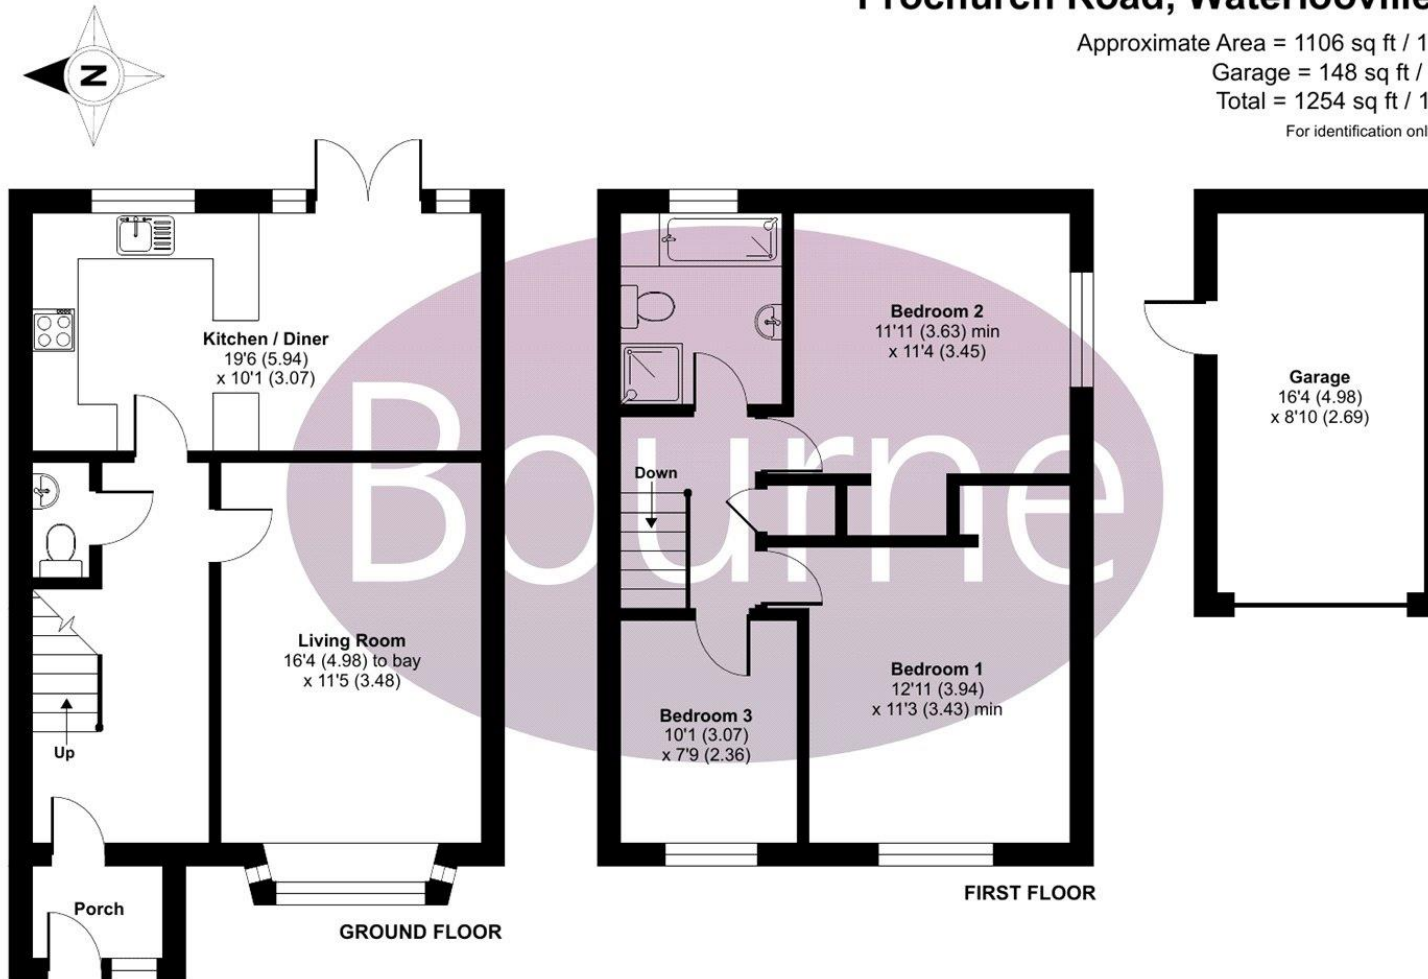 Frochurch Road, Waterlooville
Approximate Area = 1106 sq ft / 1
Garage = 148 sq ft /
Total = 1254 sq ft / 1
For identification onl
N
Kitchen / Diner
19'6 (5.94)
x 10'1 (3.07)
Living Room
16'4 (4.98) to bay
x 11'5 (3.48)
Up
Porch
GROUND FLOOR
Bedroom 2
11'11 (3.63) min
x 11'4 (3.45)
Down
Bedroom 1
12'11 (3.94)
x 11'3 (3.43) min
Bedroom 3
10'1 (3.07)
x 7'9 (2.36)
FIRST FLOOR
Garage
16'4 (4.98)
x 8'10 (2.69)
Bourne